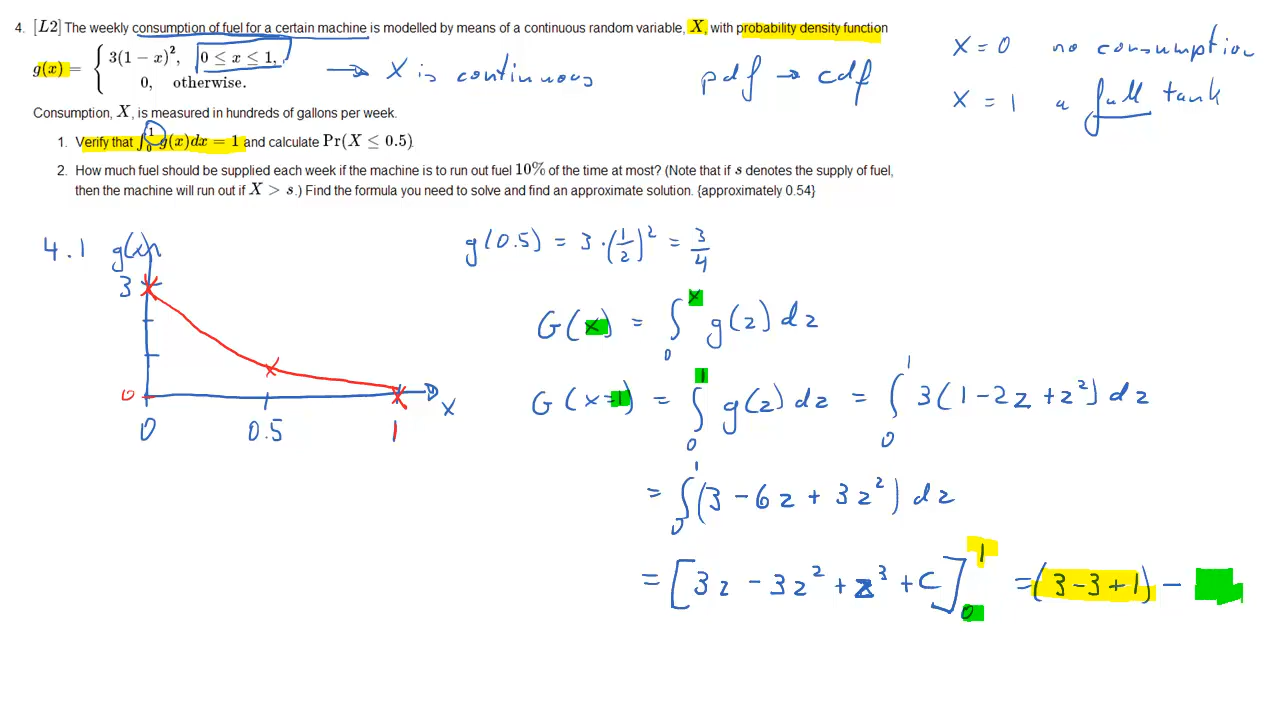 4. [L2] The weekly consumption of fuel for a certain machine is modelled by means of a continuous random variable, X, with probability density function
g(x) = { 3(1 − x)², 0 ≤ x ≤ 1,
0, otherwise.
→ X is continuous
pdf → cdf
X = 0 no consumption
X = 1 a full tank
Consumption, X, is measured in hundreds of gallons per week.
1. Verify that ∫₀¹ g(x)dx = 1 and calculate Pr(X ≤ 0.5).
2. How much fuel should be supplied each week if the machine is to run out fuel 10% of the time at most? (Note that if s denotes the supply of fuel,
then the machine will run out if X > s.) Find the formula you need to solve and find an approximate solution. {approximately 0.54}
4.1 g(x)
3
0
0 0.5 1
X
g(0.5) = 3 · (1/2)² = 3/4
G(x) = ∫₀ˣ g(z) dz
G(x=1) = ∫₀¹ g(z) dz = ∫₀¹ 3(1 − 2z + z²) dz
= ∫₀¹ (3 − 6z + 3z²) dz
= [3z − 3z² + z³ + C]₀¹ = (3 − 3 + 1) −